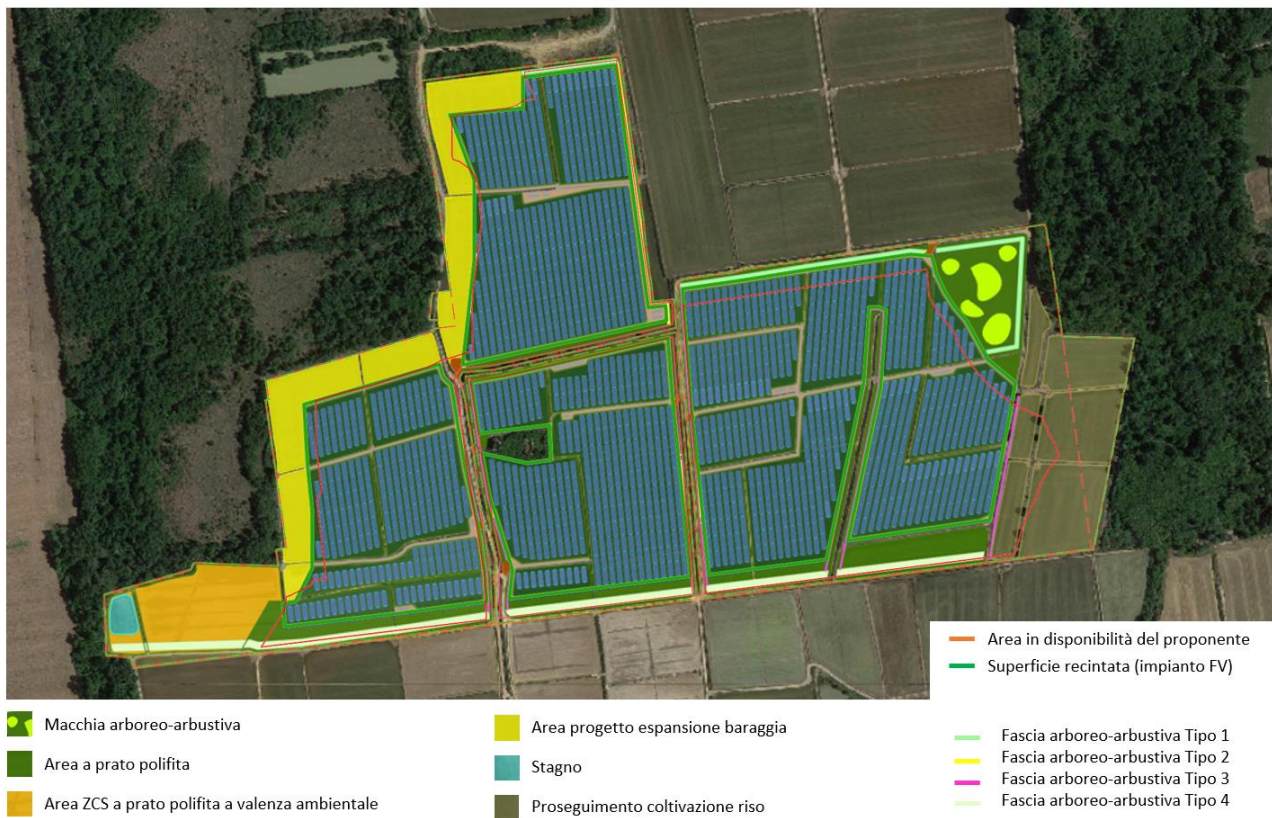 Area in disponibilità del proponente
Superficie recintata (impianto FV)
Macchia arboreo-arbustiva
Area a prato polifita
Area ZCS a prato polifita a valenza ambientale
Area progetto espansione baraggia
Stagno
Proseguimento coltivazione riso
Fascia arboreo-arbustiva Tipo 1
Fascia arboreo-arbustiva Tipo 2
Fascia arboreo-arbustiva Tipo 3
Fascia arboreo-arbustiva Tipo 4